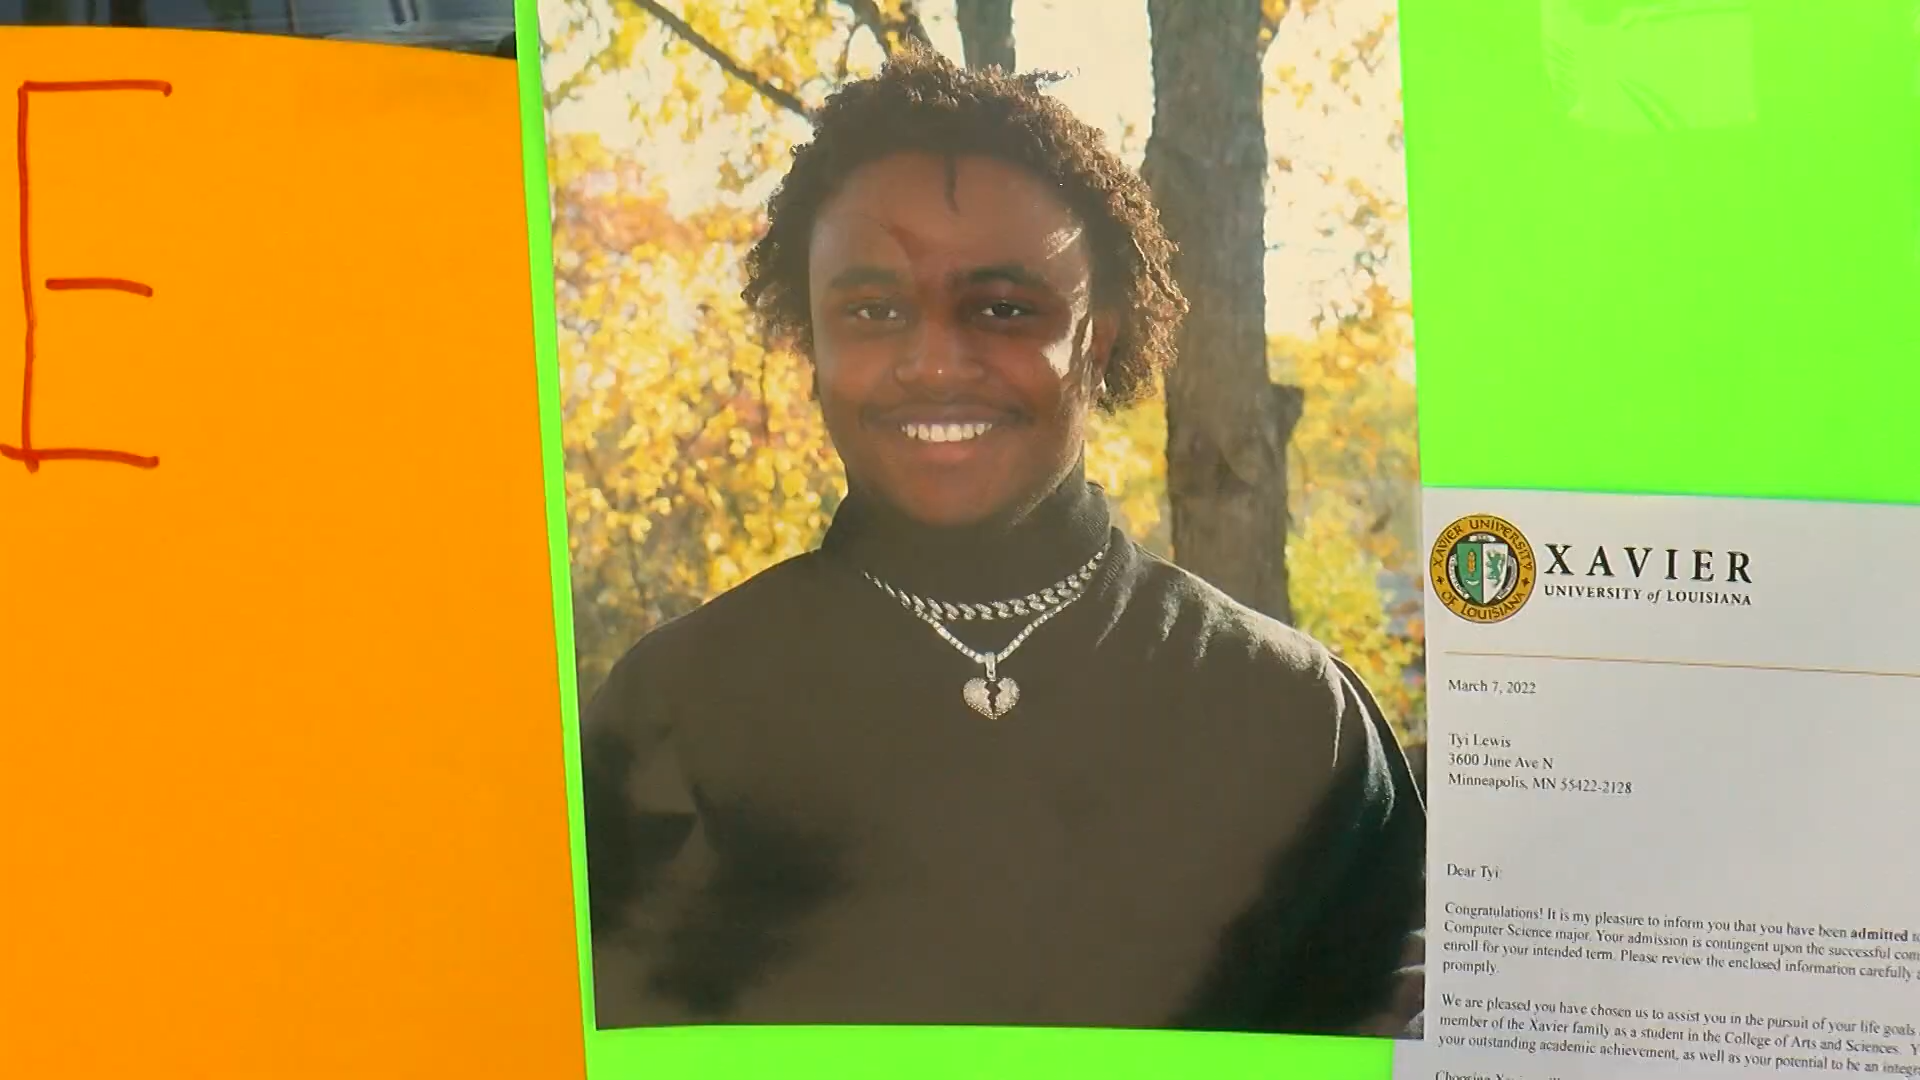 E
XAVIER UNIVERSITY
OF LOUISIANA
XAVIER
UNIVERSITY of LOUISIANA
March 7, 2022
Tyi Lewis
3600 June Ave N
Minneapolis, MN 55422-2128
Dear Tyi:
Congratulations! It is my pleasure to inform you that you have been admitted
Computer Science major. Your admission is contingent upon the successful
enroll for your intended term. Please review the enclosed information carefully
promptly.
We are pleased you have chosen us to assist you in the pursuit of your life goals
member of the Xavier family as a student in the College of Arts and Sciences.
your outstanding academic achievement, as well as your potential to be an